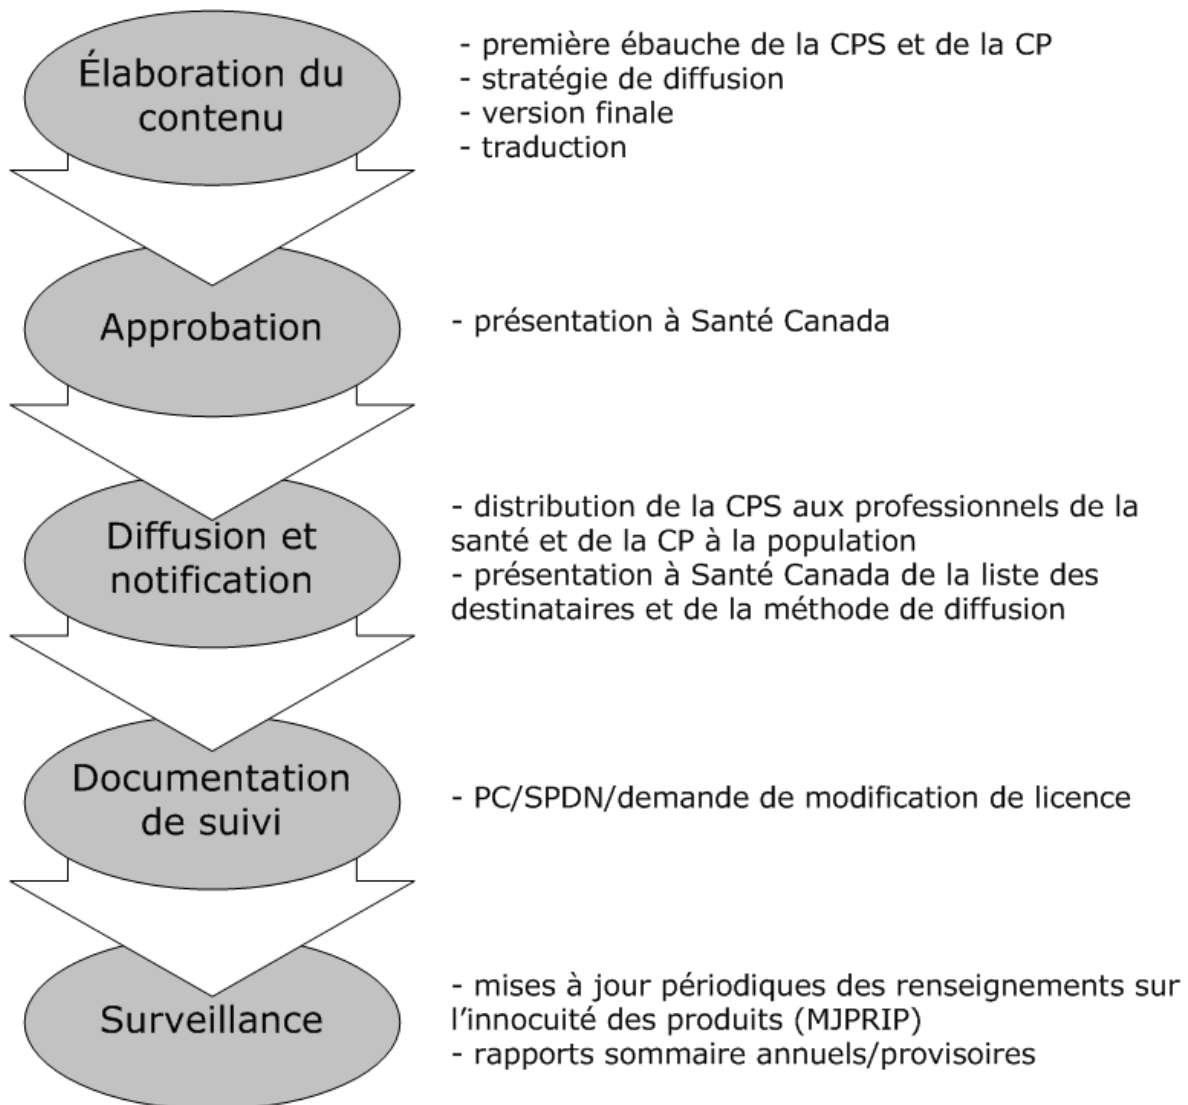 Élaboration du
contenu
- première ébauche de la CPS et de la CP
- stratégie de diffusion
- version finale
- traduction
Approbation
- présentation à Santé Canada
Diffusion et
notification
- distribution de la CPS aux professionnels de la
santé et de la CP à la population
- présentation à Santé Canada de la liste des
destinataires et de la méthode de diffusion
Documentation
de suivi
- PC/SPDN/demande de modification de licence
Surveillance
- mises à jour périodiques des renseignements sur
l'innocuité des produits (MJPRIP)
- rapports sommaire annuels/provisoires